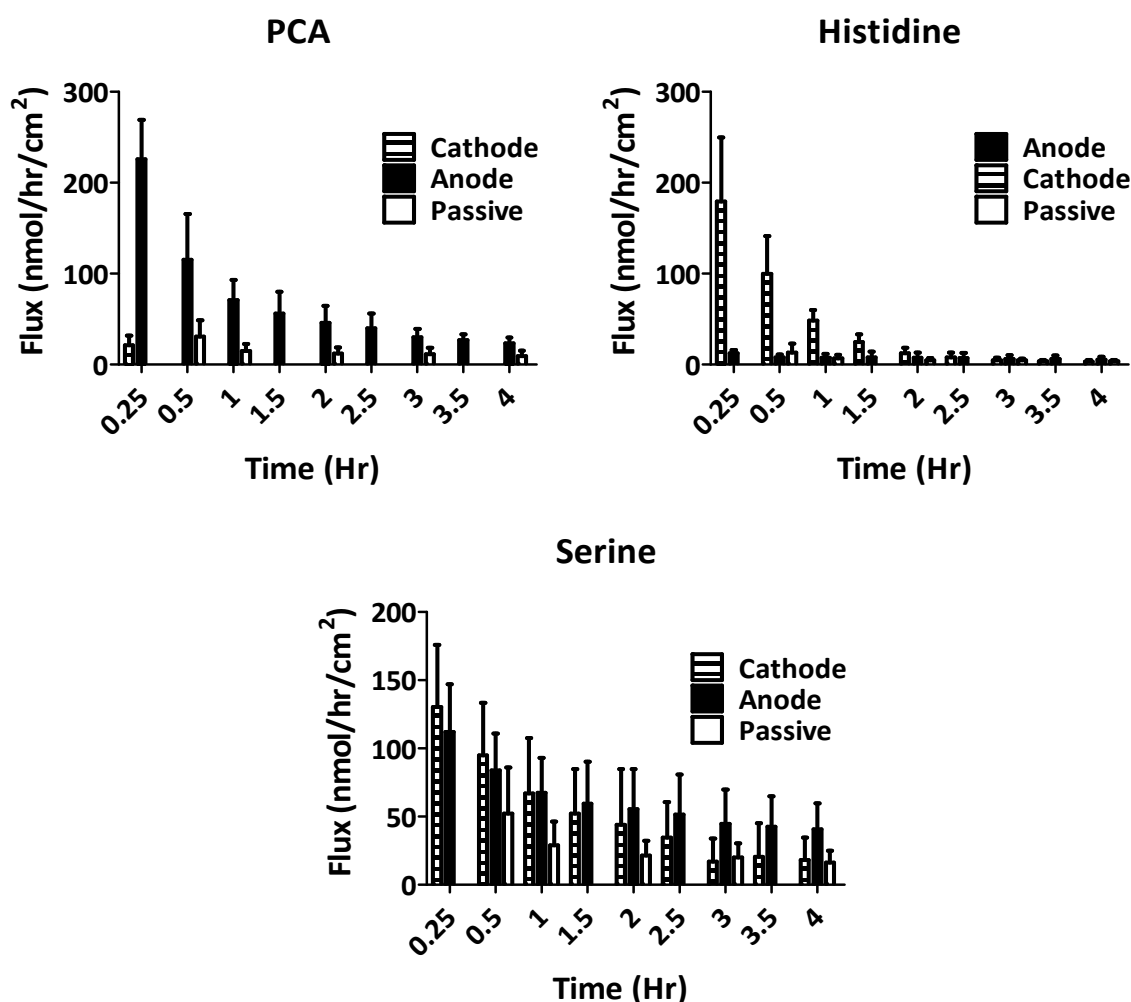 PCA
Flux (nmol/hr/cm²)
300
200
100
0
Cathode
Anode
Passive
0.25
0.5
1
1.5
2
2.5
3
3.5
4
Time (Hr)
Histidine
Flux (nmol/hr/cm²)
300
200
100
0
Anode
Cathode
Passive
0.25
0.5
1
1.5
2
2.5
3
3.5
4
Time (Hr)
Serine
Flux (nmol/hr/cm²)
200
150
100
50
0
Cathode
Anode
Passive
0.25
0.5
1
1.5
2
2.5
3
3.5
4
Time (Hr)